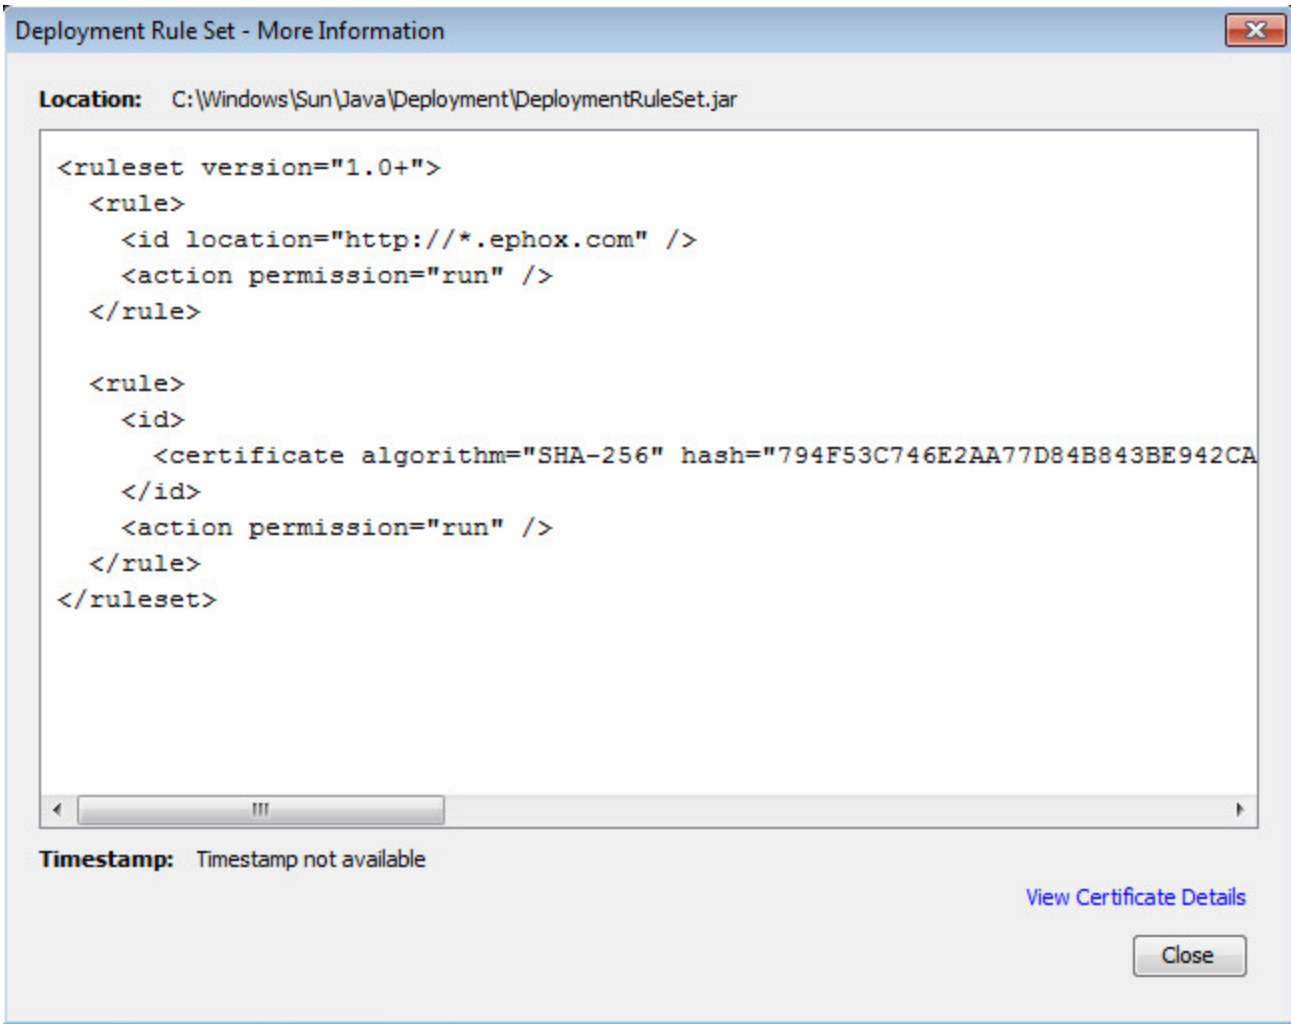 Deployment Rule Set - More Information
Location: C:\Windows\Sun\Java\Deployment\DeploymentRuleSet.jar
<ruleset version="1.0+">
<rule>
<id location="http://*.ephox.com" />
<action permission="run" />
</rule>
<rule>
<id>
<certificate algorithm="SHA-256" hash="794F53C746E2AA77D84B843BE942CA
</id>
<action permission="run" />
</rule>
</ruleset>
Timestamp: Timestamp not available
View Certificate Details
Close